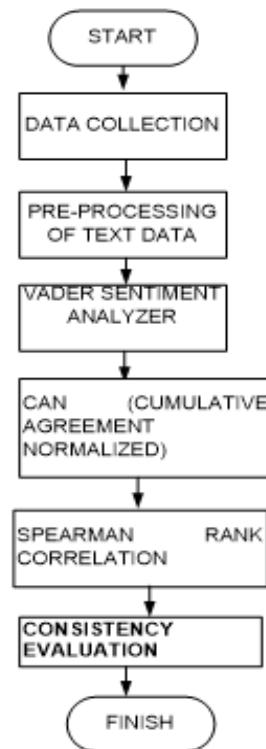 START
DATA COLLECTION
PRE-PROCESSING
OF TEXT DATA
VADER SENTIMENT
ANALYZER
CAN (CUMULATIVE
AGREEMENT
NORMALIZED)
SPEARMAN RANK
CORRELATION
CONSISTENCY
EVALUATION
FINISH